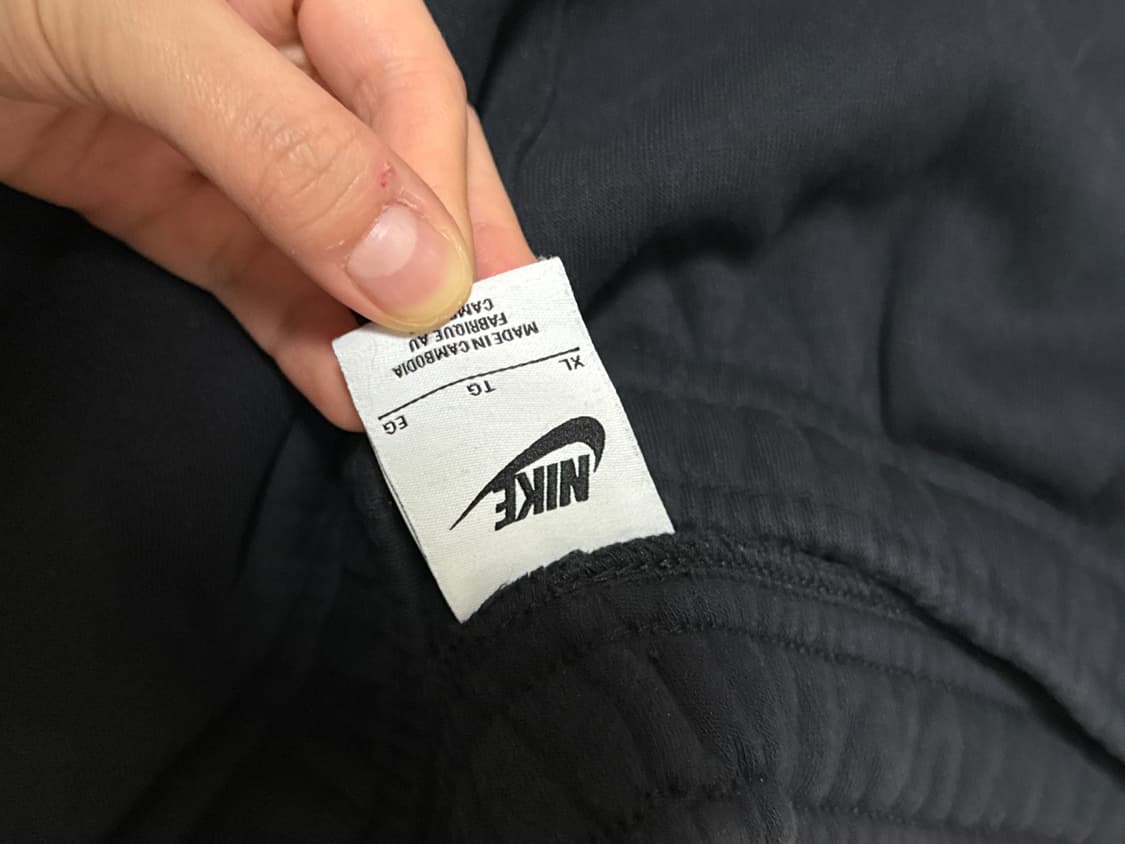 NIKE
XL TG EG
MADE IN CAMBODIA
FABRIQUE AU